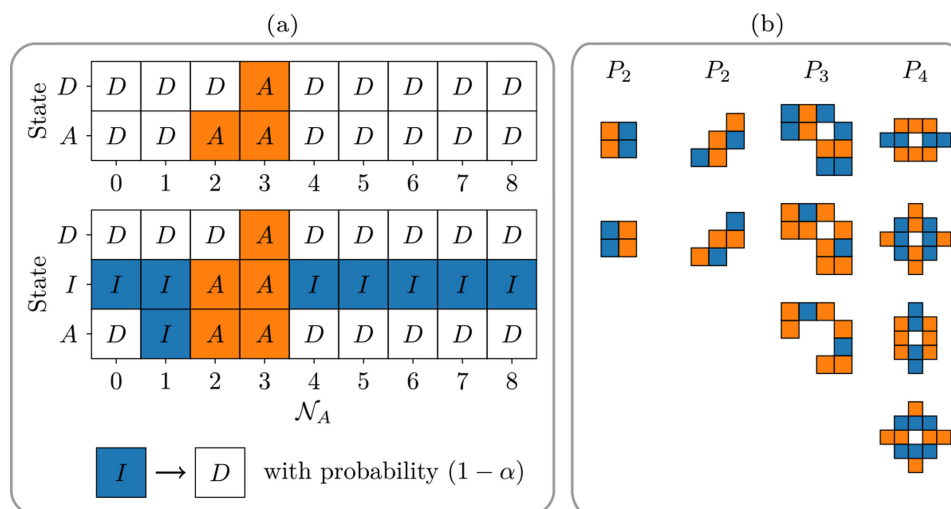 (a)
(b)
State
D D D D A D D D D D
A D D A A D D D D D
0 1 2 3 4 5 6 7 8
State
D D D D A D D D D D
I I I A A I I I I I
A D I A A D D D D D
0 1 2 3 4 5 6 7 8
𝒩_A
I → D with probability (1 − α)
P_2 P_2 P_3 P_4